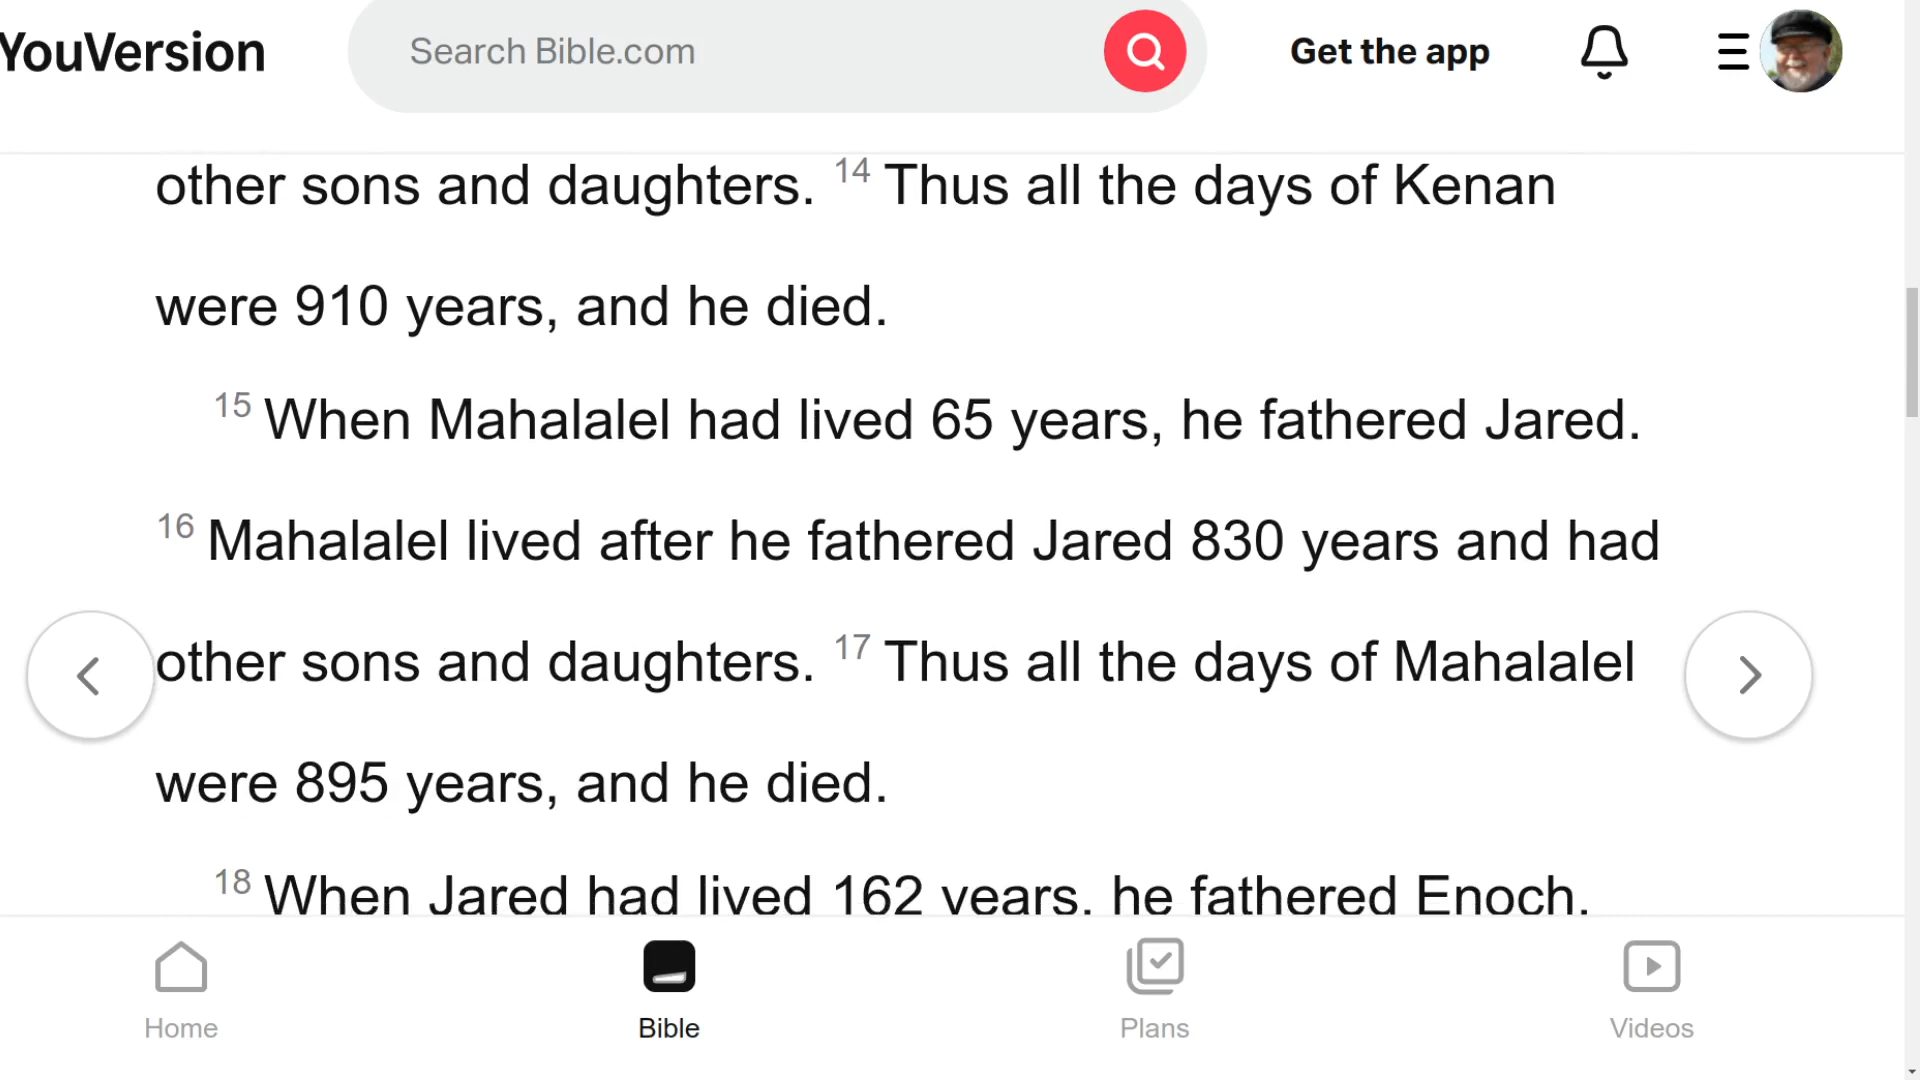 YouVersion
Search Bible.com
Get the app
other sons and daughters. 14 Thus all the days of Kenan
were 910 years, and he died.
15 When Mahalalel had lived 65 years, he fathered Jared.
16 Mahalalel lived after he fathered Jared 830 years and had
other sons and daughters. 17 Thus all the days of Mahalalel
were 895 years, and he died.
18 When Jared had lived 162 years, he fathered Enoch.
Home
Bible
Plans
Videos